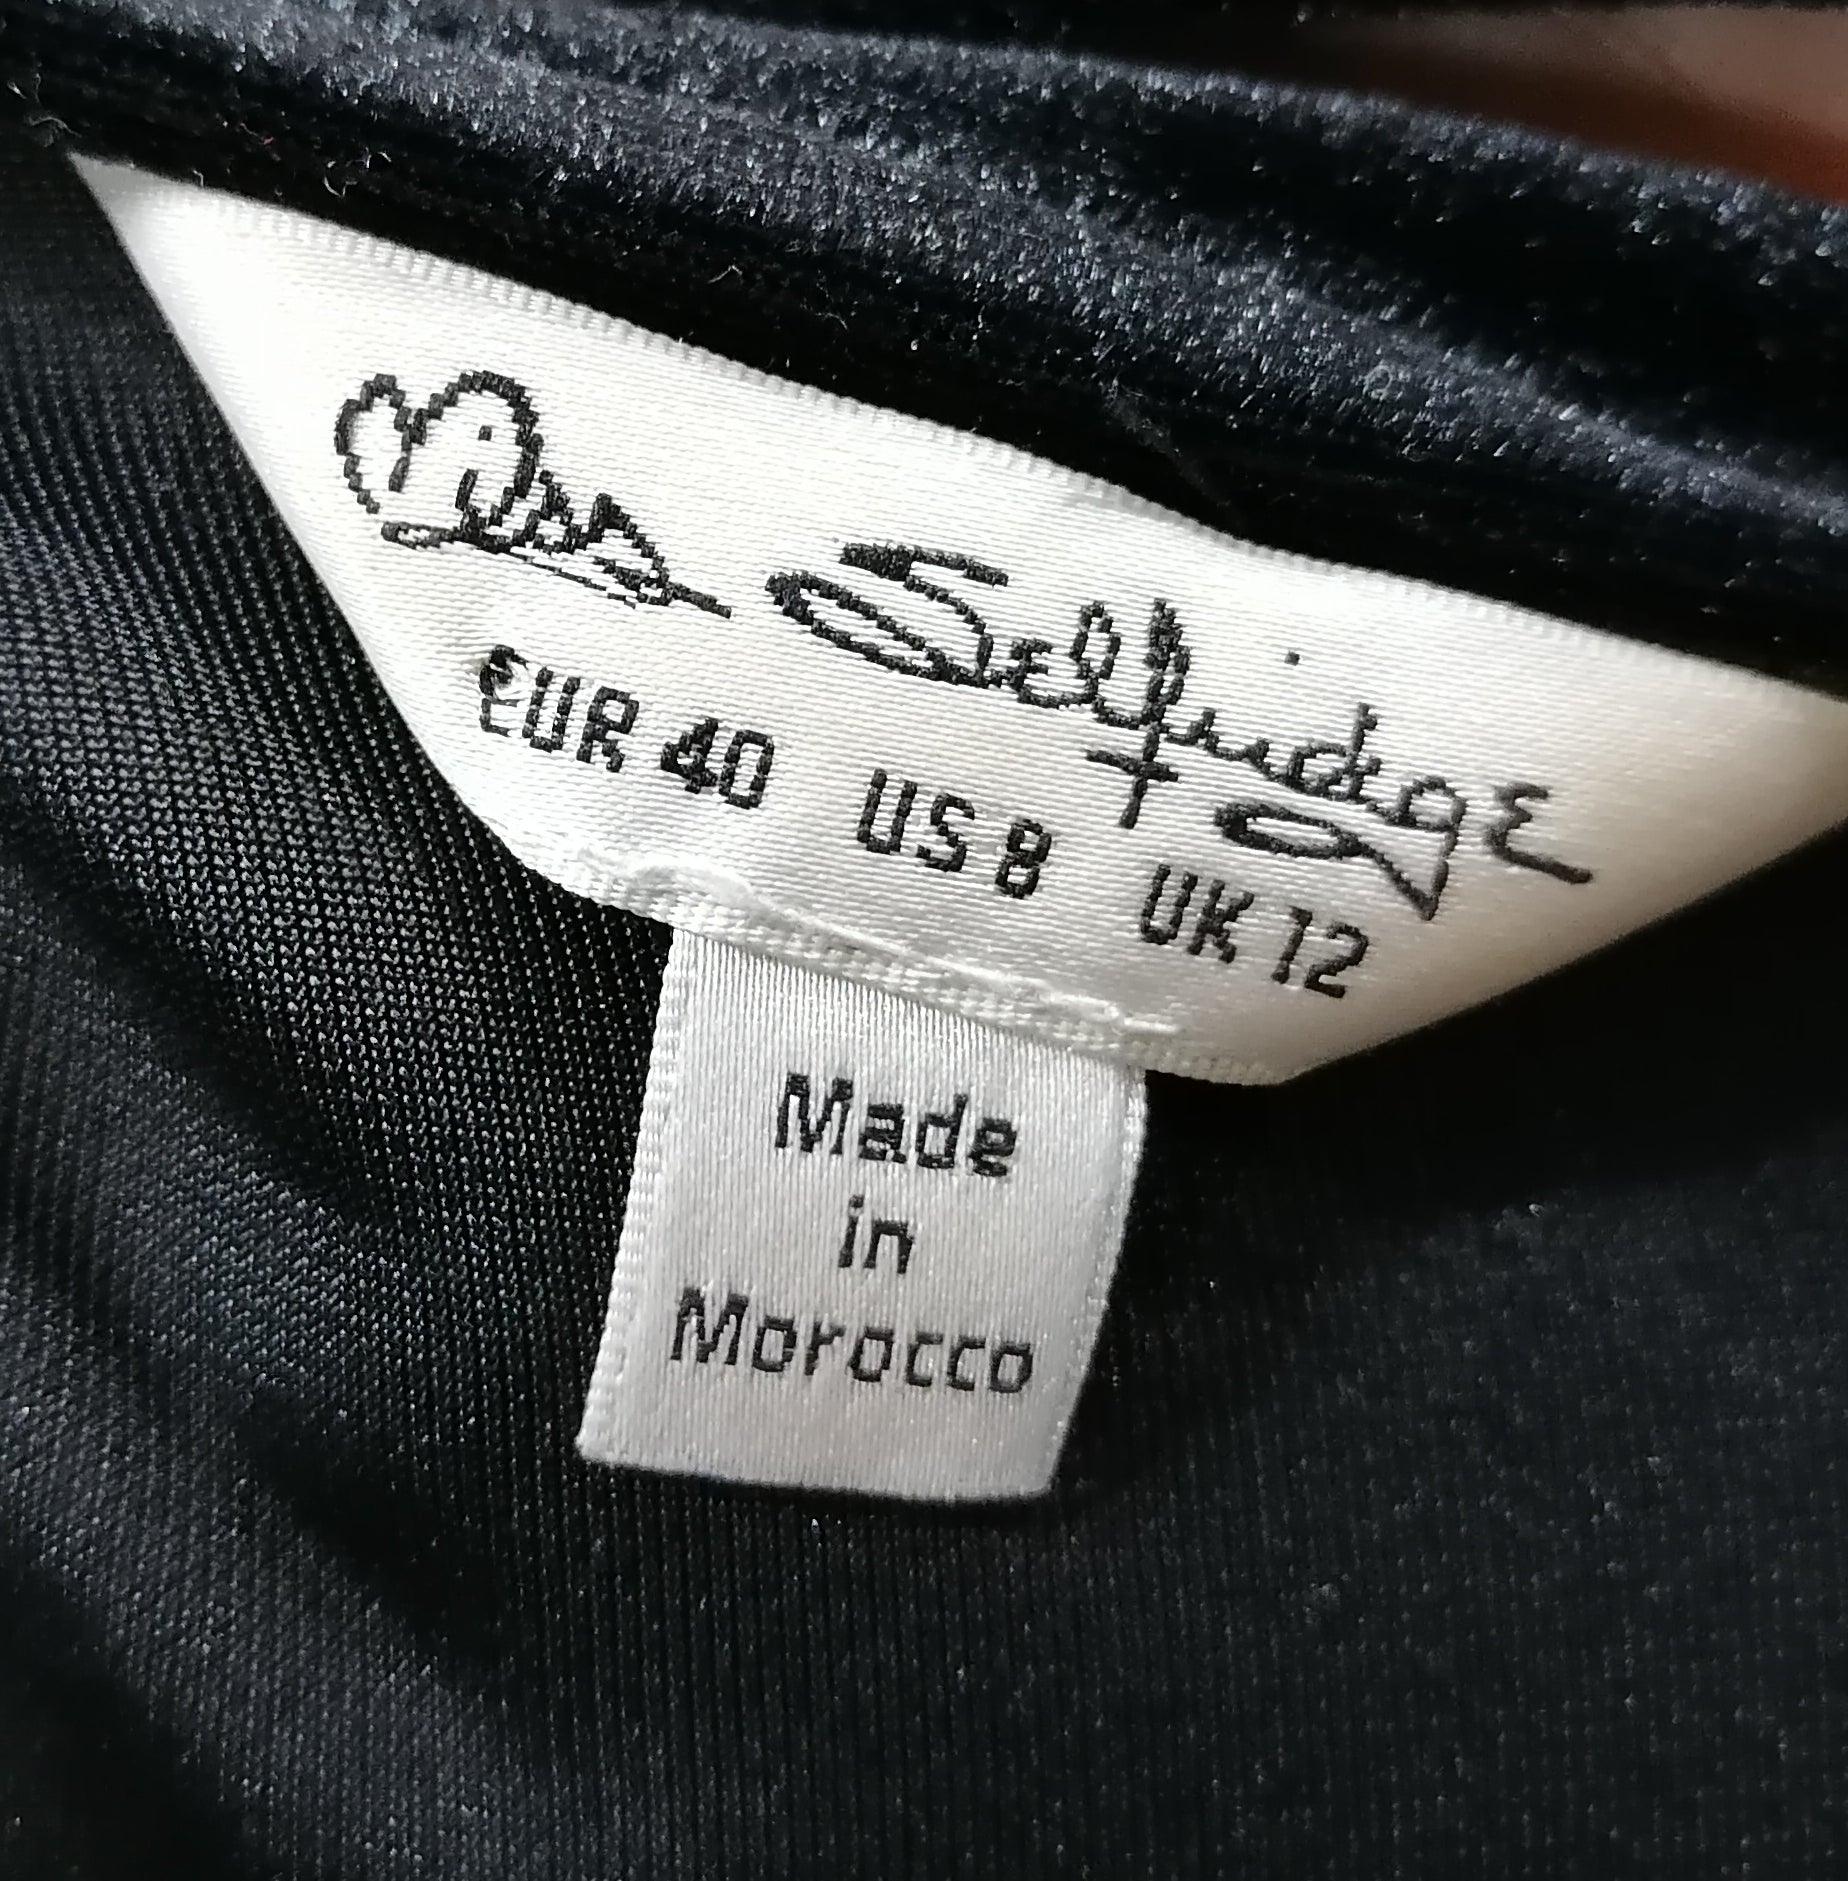 Miss Selfridge
EUR 40 US 8 UK 12
Made
in
Morocco